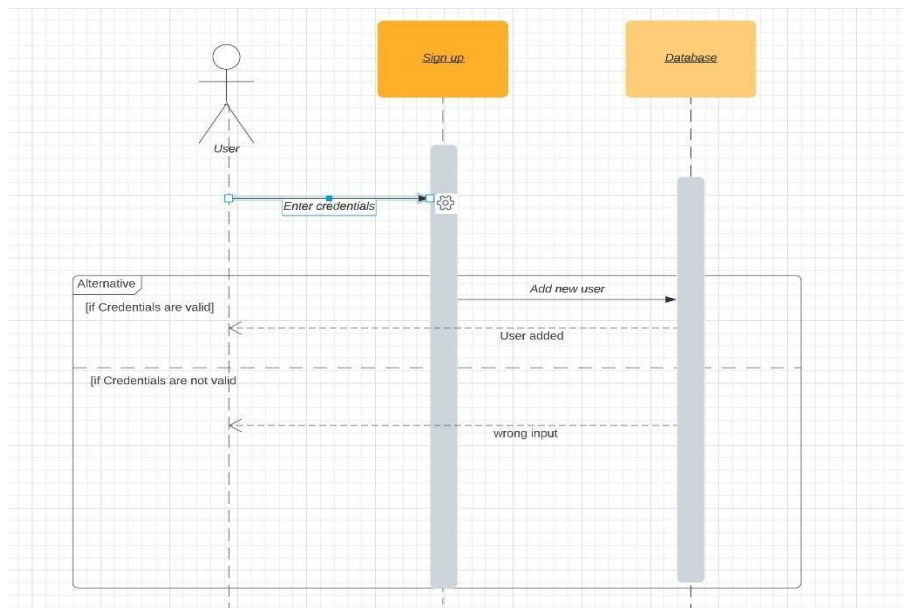 Sign up
Database
User
Enter credentials
Alternative
[if Credentials are valid]
Add new user
User added
[if Credentials are not valid
wrong input